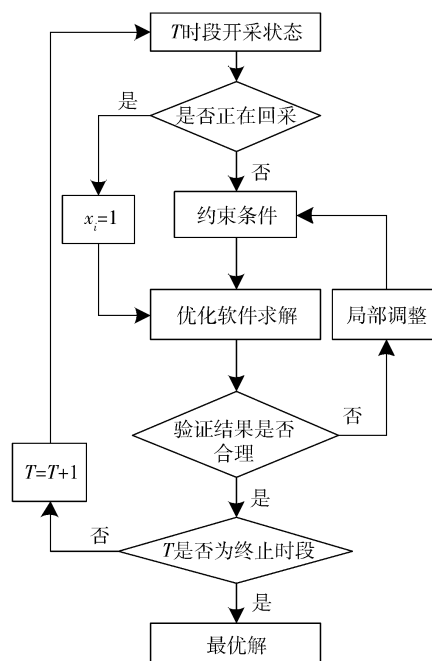 T时段开采状态
是
是否正在回采
否
x_i=1
约束条件
优化软件求解
局部调整
验证结果是否
合理
否
T=T+1
是
否
T是否为终止时段
是
最优解